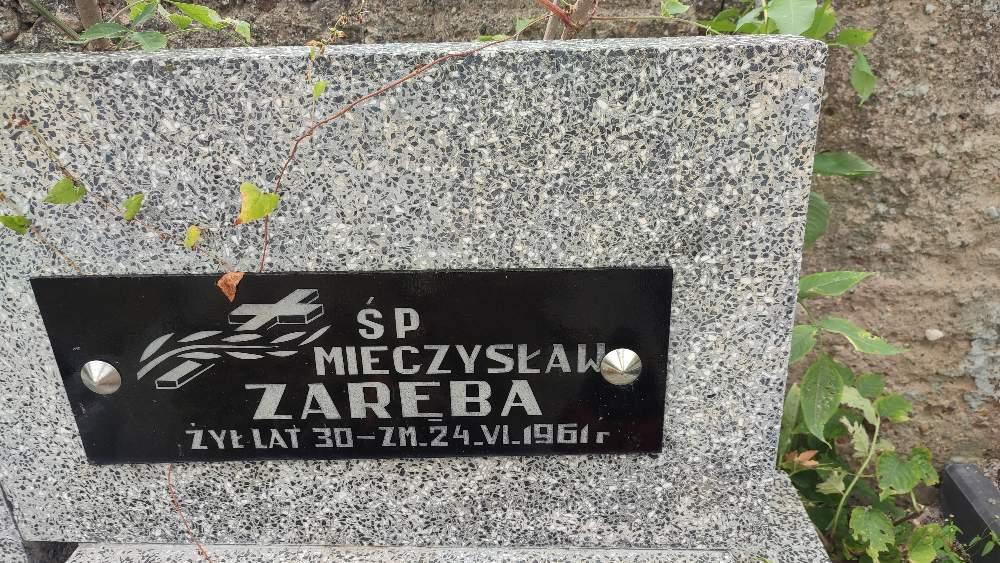 ŚP
MIECZYSŁAW
ZARĘBA
ŻYŁ LAT 30 - ZM. 24. VI. 1961 r